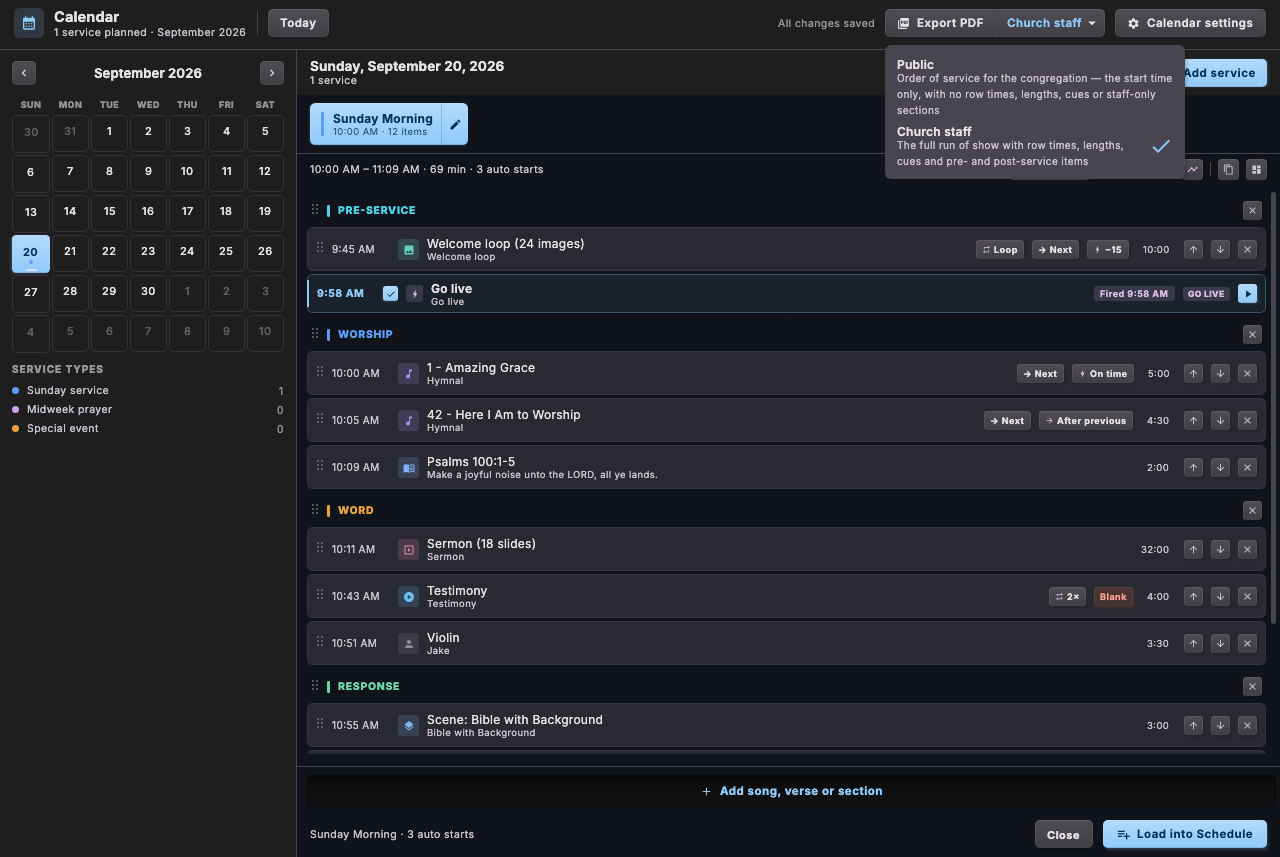 Calendar
1 service planned · September 2026
Today
All changes saved
Export PDF
Church staff
Calendar settings
Public
Order of service for the congregation — the start time
only, with no row times, lengths, cues or staff-only
sections
Church staff
The full run of show with row times, lengths,
cues and pre- and post-service items
September 2026
SUN MON TUE WED THU FRI SAT
30 31 1 2 3 4 5
6 7 8 9 10 11 12
13 14 15 16 17 18 19
20 21 22 23 24 25 26
27 28 29 30 1 2 3
4 5 6 7 8 9 10
SERVICE TYPES
Sunday service 1
Midweek prayer 0
Special event 0
Sunday, September 20, 2026
1 service
Add service
Sunday Morning
10:00 AM · 12 items
10:00 AM – 11:09 AM · 69 min · 3 auto starts
PRE-SERVICE
9:45 AM Welcome loop (24 images) Loop Next −15 10:00
Welcome loop
9:58 AM Go live Fired 9:58 AM GO LIVE
Go live
WORSHIP
10:00 AM 1 - Amazing Grace Next On time 5:00
Hymnal
10:05 AM 42 - Here I Am to Worship Next After previous 4:30
Hymnal
10:09 AM Psalms 100:1-5 2:00
Make a joyful noise unto the LORD, all ye lands.
WORD
10:11 AM Sermon (18 slides) 32:00
Sermon
10:43 AM Testimony 2× Blank 4:00
Testimony
10:51 AM Violin 3:30
Jake
RESPONSE
10:55 AM Scene: Bible with Background 3:00
Bible with Background
+ Add song, verse or section
Sunday Morning · 3 auto starts
Close
Load into Schedule